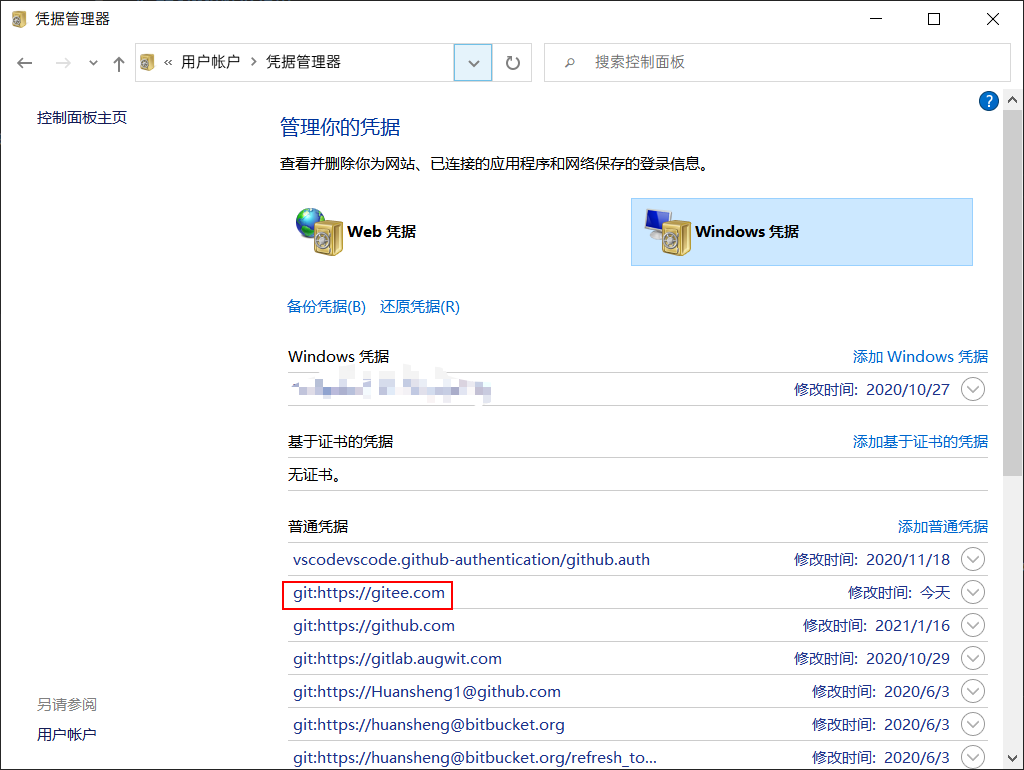 凭据管理器
« 用户帐户 > 凭据管理器
搜索控制面板
?
控制面板主页
管理你的凭据
查看并删除你为网站、已连接的应用程序和网络保存的登录信息。
Web 凭据
Windows 凭据
备份凭据(B) 还原凭据(R)
Windows 凭据 添加 Windows 凭据
修改时间: 2020/10/27
基于证书的凭据 添加基于证书的凭据
无证书。
普通凭据 添加普通凭据
vscodevscode.github-authentication/github.auth 修改时间: 2020/11/18
git:https://gitee.com 修改时间: 今天
git:https://github.com 修改时间: 2021/1/16
git:https://gitlab.augwit.com 修改时间: 2020/10/29
git:https://Huansheng1@github.com 修改时间: 2020/6/3
git:https://huansheng@bitbucket.org 修改时间: 2020/6/3
git:https://huansheng@bitbucket.org/refresh_to... 修改时间: 2020/6/3
另请参阅
用户帐户